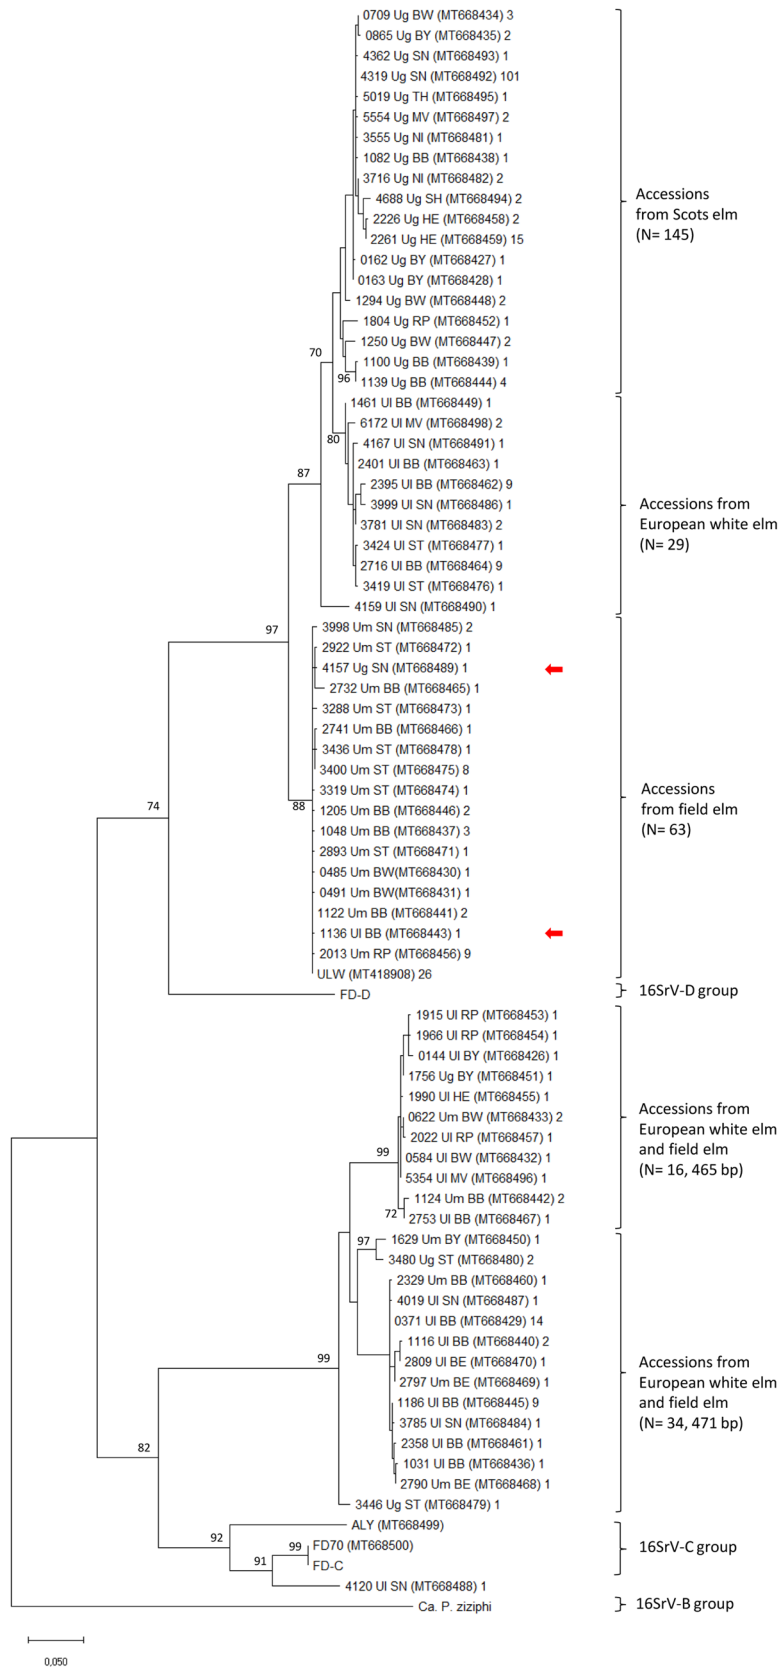 0709 Ug BW (MT668434) 3
0865 Ug BY (MT668435) 2
4362 Ug SN (MT668493) 1
4319 Ug SN (MT668492) 101
5019 Ug TH (MT668495) 1
5554 Ug MV (MT668497) 2
3555 Ug NI (MT668481) 1
1082 Ug BB (MT668438) 1
3716 Ug NI (MT668482) 2
4688 Ug SH (MT668494) 2
2226 Ug HE (MT668458) 2
2261 Ug HE (MT668459) 15
0162 Ug BY (MT668427) 1
0163 Ug BY (MT668428) 1
1294 Ug BW (MT668448) 2
1804 Ug RP (MT668452) 1
1250 Ug BW (MT668447) 2
1100 Ug BB (MT668439) 1
1139 Ug BB (MT668444) 4
Accessions
from Scots elm
(N= 145)
70
96
1461 Ul BB (MT668449) 1
6172 Ul MV (MT668498) 2
4167 Ul SN (MT668491) 1
2401 Ul BB (MT668463) 1
2395 Ul BB (MT668462) 9
3999 Ul SN (MT668486) 1
3781 Ul SN (MT668483) 2
3424 Ul ST (MT668477) 1
2716 Ul BB (MT668464) 9
3419 Ul ST (MT668476) 1
4159 Ul SN (MT668490) 1
Accessions from
European white elm
(N= 29)
80
87
97
3998 Um SN (MT668485) 2
2922 Um ST (MT668472) 1
4157 Ug SN (MT668489) 1
2732 Um BB (MT668465) 1
3288 Um ST (MT668473) 1
2741 Um BB (MT668466) 1
3436 Um ST (MT668478) 1
3400 Um ST (MT668475) 8
3319 Um ST (MT668474) 1
1205 Um BB (MT668446) 2
1048 Um BB (MT668437) 3
2893 Um ST (MT668471) 1
0485 Um BW(MT668430) 1
0491 Um BW(MT668431) 1
1122 Um BB (MT668441) 2
1136 Ul BB (MT668443) 1
2013 Um RP (MT668456) 9
ULW (MT418908) 26
Accessions
from field elm
(N= 63)
74
88
FD-D
16SrV-D group
1915 Ul RP (MT668453) 1
1966 Ul RP (MT668454) 1
0144 Ul BY (MT668426) 1
1756 Ug BY (MT668451) 1
1990 Ul HE (MT668455) 1
0622 Um BW (MT668433) 2
2022 Ul RP (MT668457) 1
0584 Ul BW (MT668432) 1
5354 Ul MV (MT668496) 1
1124 Um BB (MT668442) 2
2753 Ul BB (MT668467) 1
Accessions from
European white elm
and field elm
(N= 16, 465 bp)
99
72
97
1629 Um BY (MT668450) 1
3480 Ug ST (MT668480) 2
2329 Um BB (MT668460) 1
4019 Ul SN (MT668487) 1
0371 Ul BB (MT668429) 14
1116 Ul BB (MT668440) 2
2809 Ul BE (MT668470) 1
2797 Um BE (MT668469) 1
1186 Ul BB (MT668445) 9
3785 Ul SN (MT668484) 1
2358 Ul BB (MT668461) 1
1031 Ul BB (MT668436) 1
2790 Um BE (MT668468) 1
3446 Ug ST (MT668479) 1
Accessions from
European white elm
and field elm
(N= 34, 471 bp)
99
82
92
99
91
ALY (MT668499)
FD70 (MT668500)
FD-C
4120 Ul SN (MT668488) 1
16SrV-C group
Ca. P. ziziphi
16SrV-B group
0,050